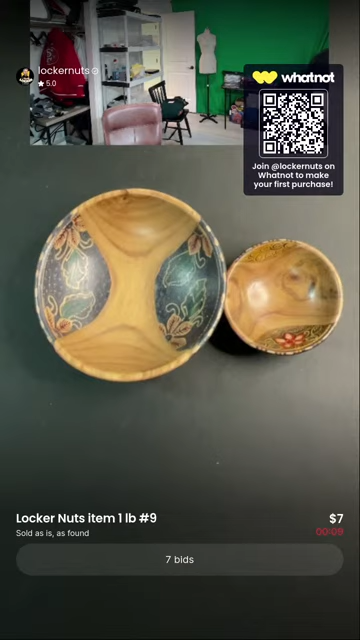 lockernuts
5.0
whatnot
Join @lockernuts on
Whatnot to make
your first purchase!
Locker Nuts item 1 lb #9
$7
Sold as is, as found
00:09
7 bids